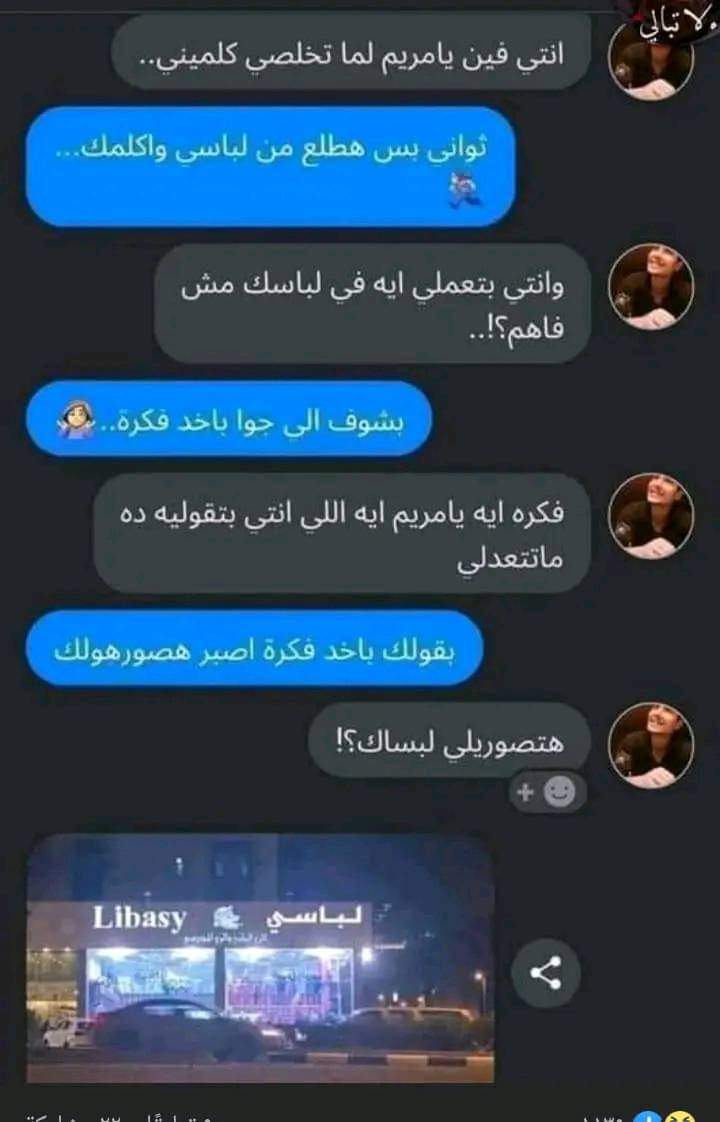 لا تبالي
انتي فين يامريم لما تخلصي كلميني..
ثواني بس هطلع من لباسي واكلمك...
وانتي بتعملي ايه في لباسك مش
فاهم؟!..
بشوف الي جوا باخد فكرة..
فكره ايه يامريم ايه اللي انتي بتقوليه ده
ماتتعدلي
بقولك باخد فكرة اصبر هصورهولك
هتصوريلي لبساك؟!
Libasy لباسي